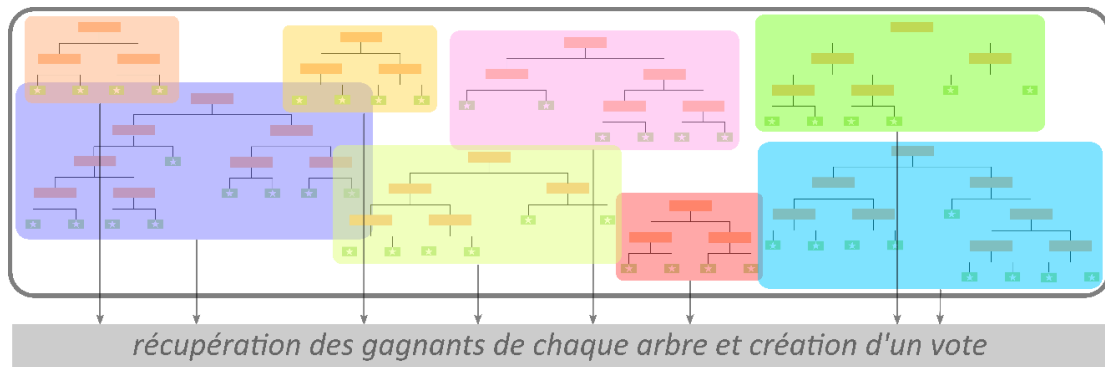 récupération des gagnants de chaque arbre et création d'un vote